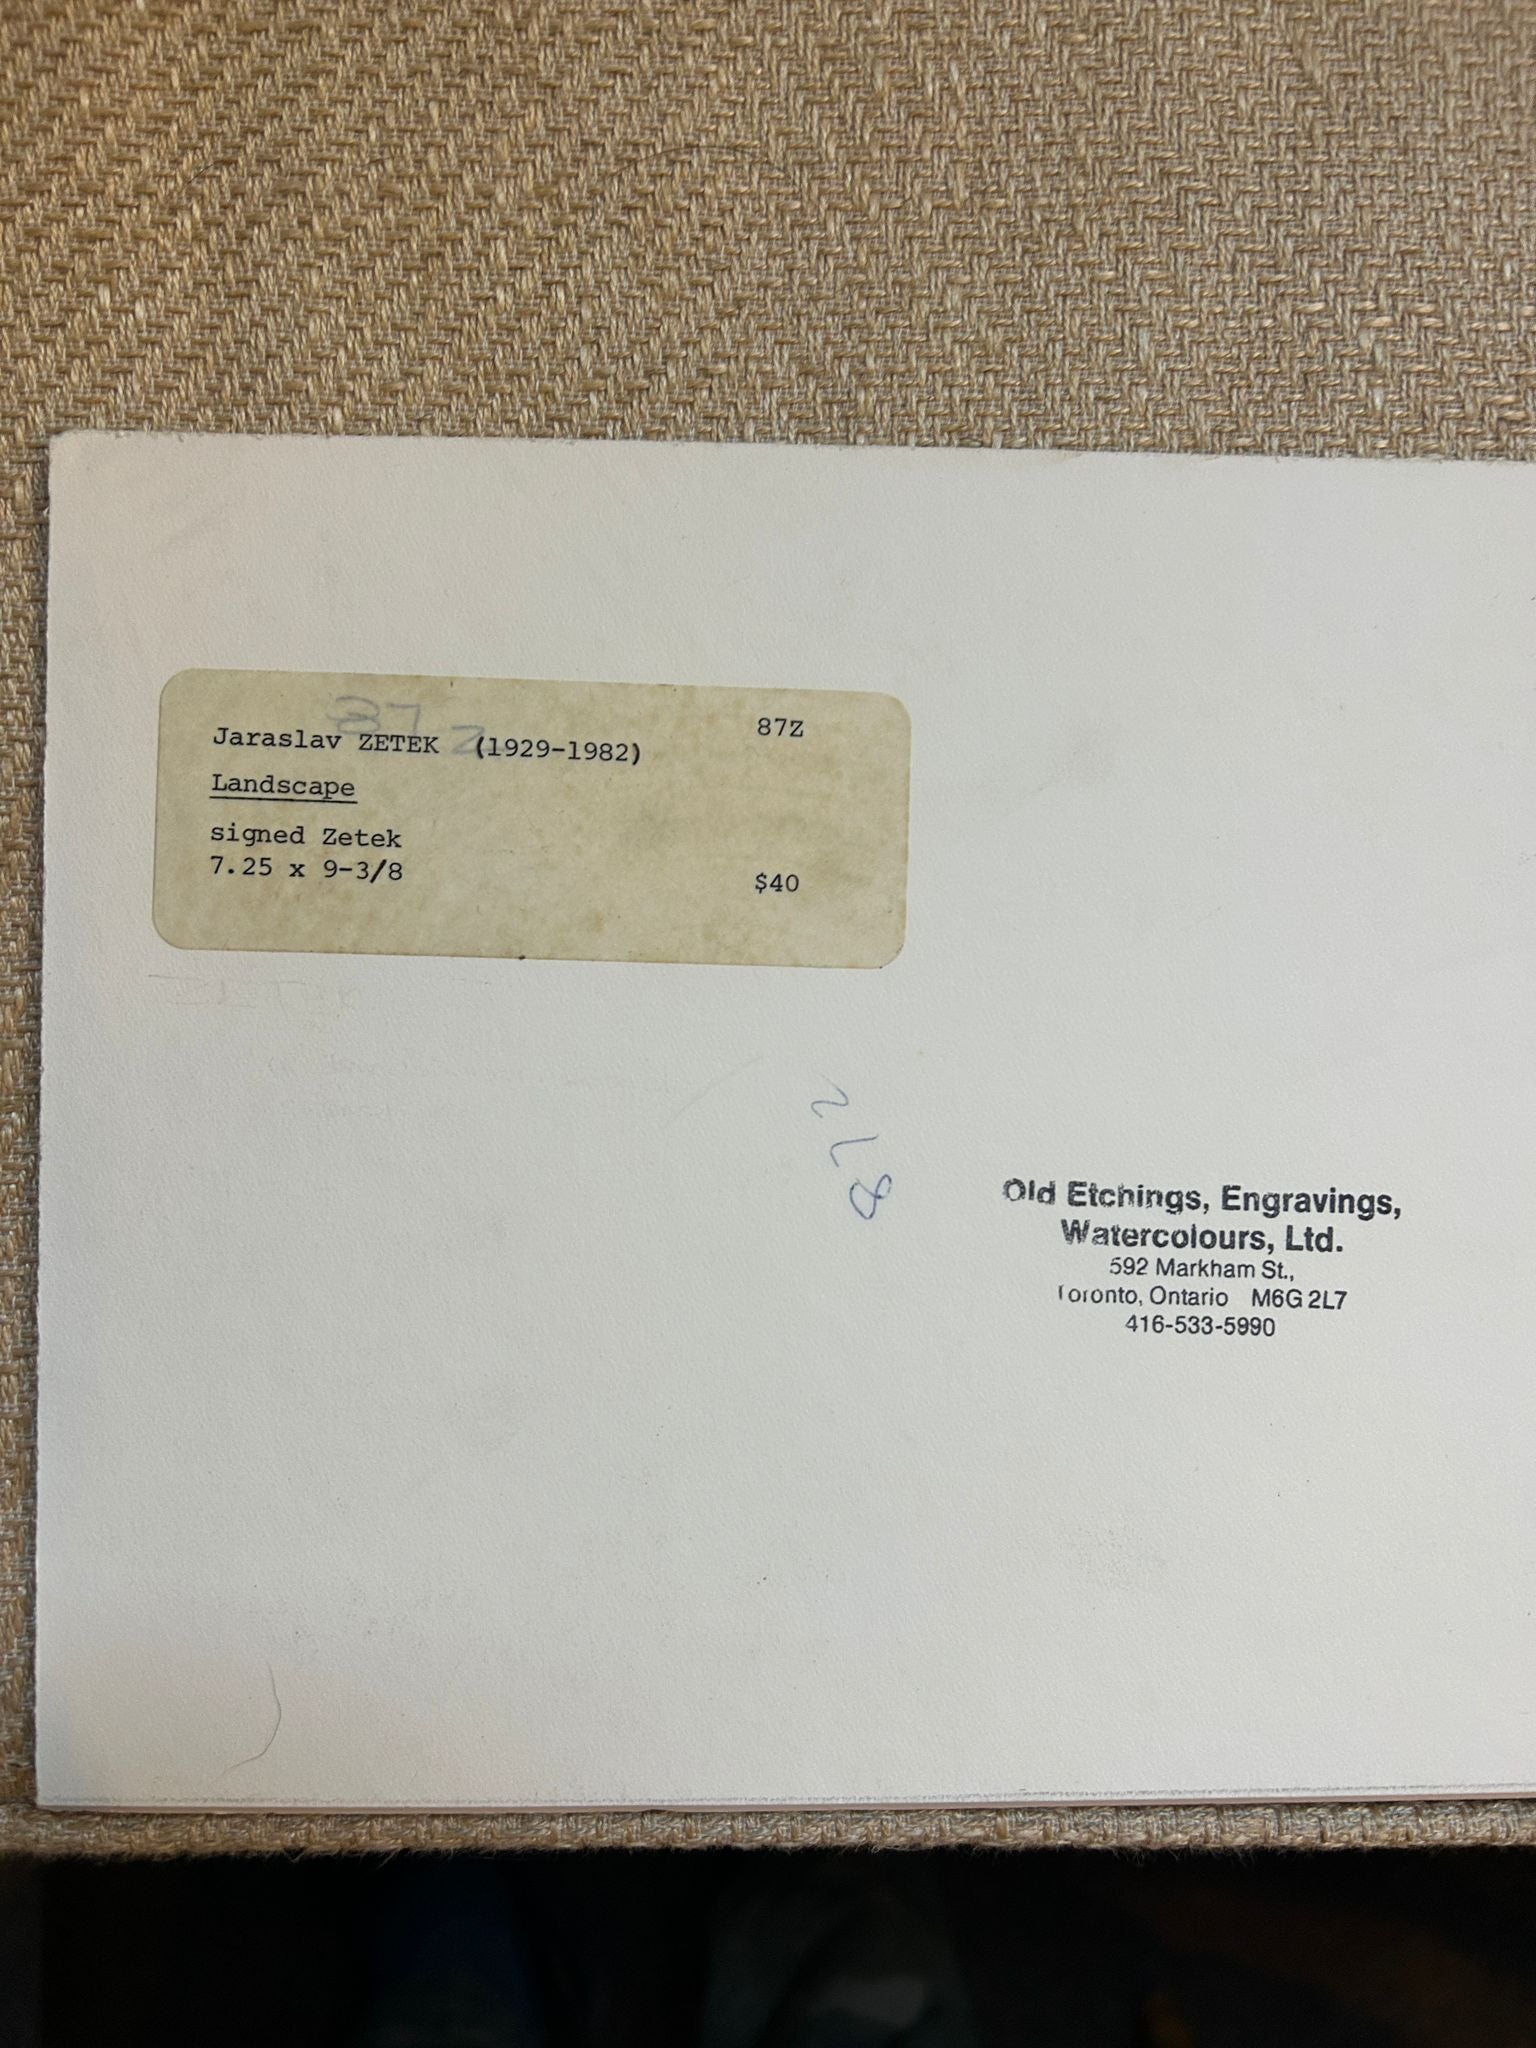 87Z
Jaraslav ZETEK (1929-1982)
87Z
Landscape
signed Zetek
7.25 x 9-3/8
$40
87Z
Old Etchings, Engravings,
Watercolours, Ltd.
592 Markham St.,
Toronto, Ontario M6G 2L7
416-533-5990